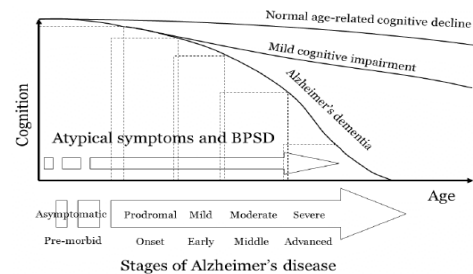 Normal age-related cognitive decline
Mild cognitive impairment
Alzheimer's dementia
Cognition
Atypical symptoms and BPSD
Age
Asymptomatic Prodromal Mild Moderate Severe
Pre-morbid Onset Early Middle Advanced
Stages of Alzheimer's disease